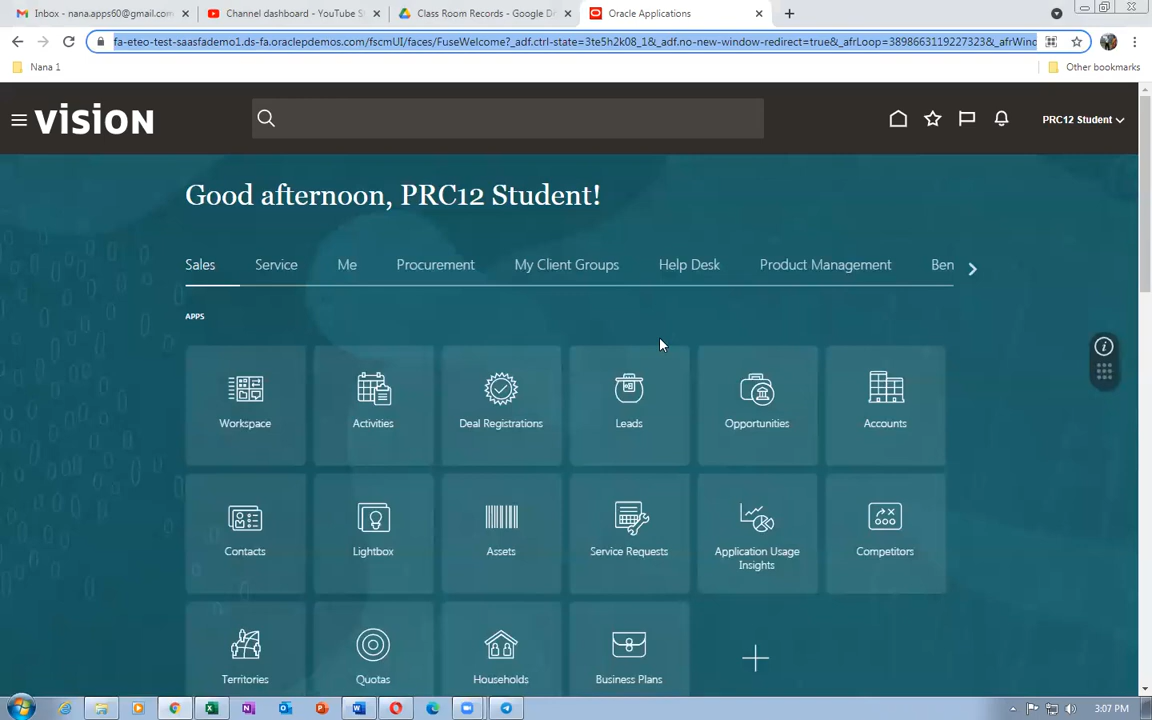 Inbox - nana.apps60@gmail.com
Channel dashboard - YouTube S
Class Room Records - Google D
Oracle Applications
fa-eteo-test-saasfademo1.ds-fa.oraclepdemos.com/fscmUI/faces/FuseWelcome?_adf.ctrl-state=3te5h2k08_1&_adf.no-new-window-redirect=true&_afrLoop=3898663119227323&_afrWind
Nana 1
Other bookmarks
vision
PRC12 Student
Good afternoon, PRC12 Student!
Sales Service Me Procurement My Client Groups Help Desk Product Management Ben
APPS
Workspace Activities Deal Registrations Leads Opportunities Accounts
Contacts Lightbox Assets Service Requests Application Usage Competitors
Insights
Territories Quotas Households Business Plans
3:07 PM